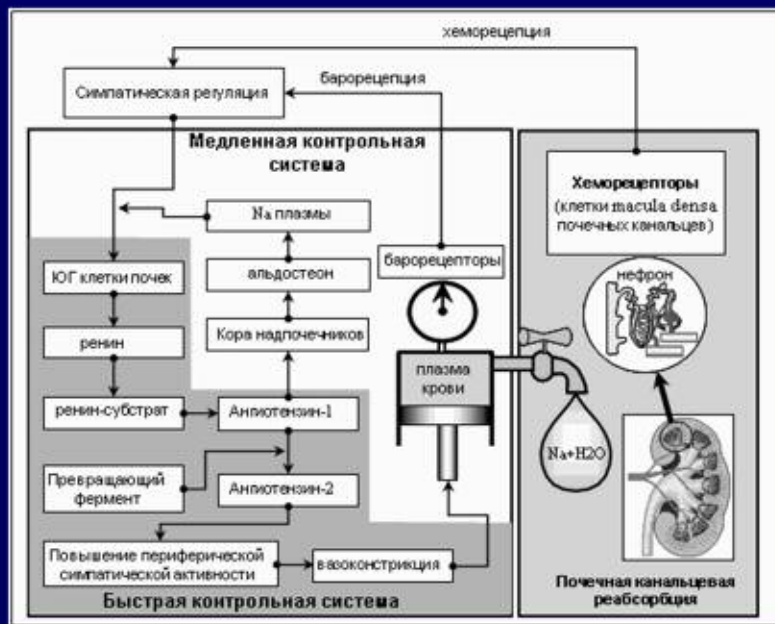 хеморецепция
барорецепция
Симпатическая регуляция
Медленная контрольная
система
Na плазмы
альдостеон
Кора надпочечников
барорецепторы
ЮГ клетки почек
ренин
ренин-субстрат
Ангиотензин-1
Превращающий
фермент
Ангиотензин-2
Повышение периферической
симпатической активности
вазоконстрикция
Быстрая контрольная система
плазма
крови
Na+H2O
Хеморецепторы
(клетки macula densa
почечных канальцев)
нефрон
Почечная канальцевая
реабсорбция